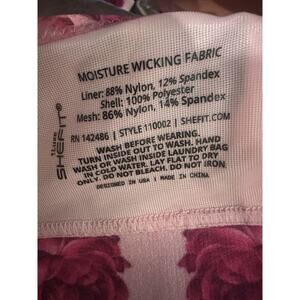 MOISTURE WICKING FABRIC
Liner: 88% Nylon, 12% Spandex
Shell: 100% Polyester
Mesh: 86% Nylon, 14% Spandex
RN 142486 | STYLE 110002 | SHEFIT.COM
WASH BEFORE WEARING.
TURN INSIDE OUT TO WASH. HAND
WASH OR WASH INSIDE LAUNDRY BAG
IN COLD WATER. LAY FLAT TO DRY
ONLY. DO NOT BLEACH. DO NOT IRON.
DESIGNED IN USA | MADE IN CHINA
SHEFIT®
1Luxe